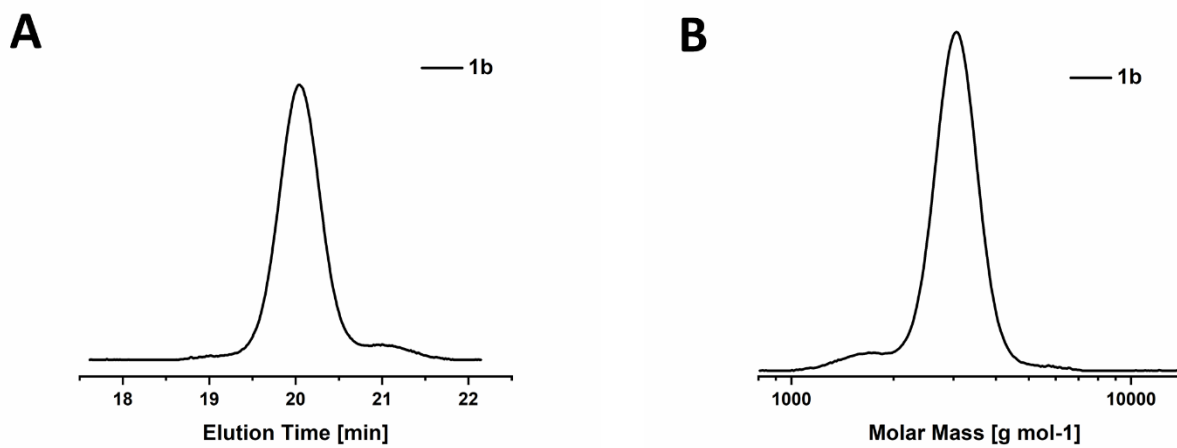 A
1b
18 19 20 21 22
Elution Time [min]
B
1b
1000 10000
Molar Mass [g mol-1]